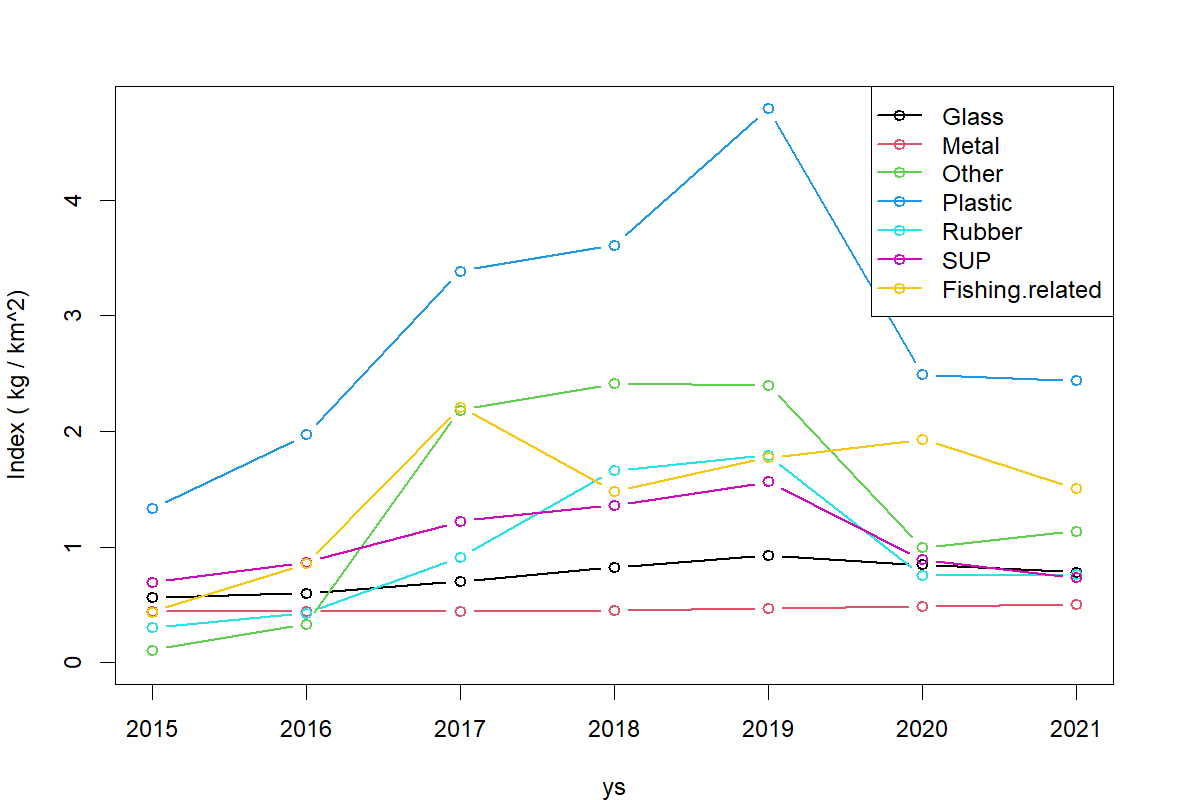 Glass
Metal
Other
Plastic
Rubber
SUP
Fishing.related
Index ( kg / km^2)
4
3
2
1
0
2015 2016 2017 2018 2019 2020 2021
ys